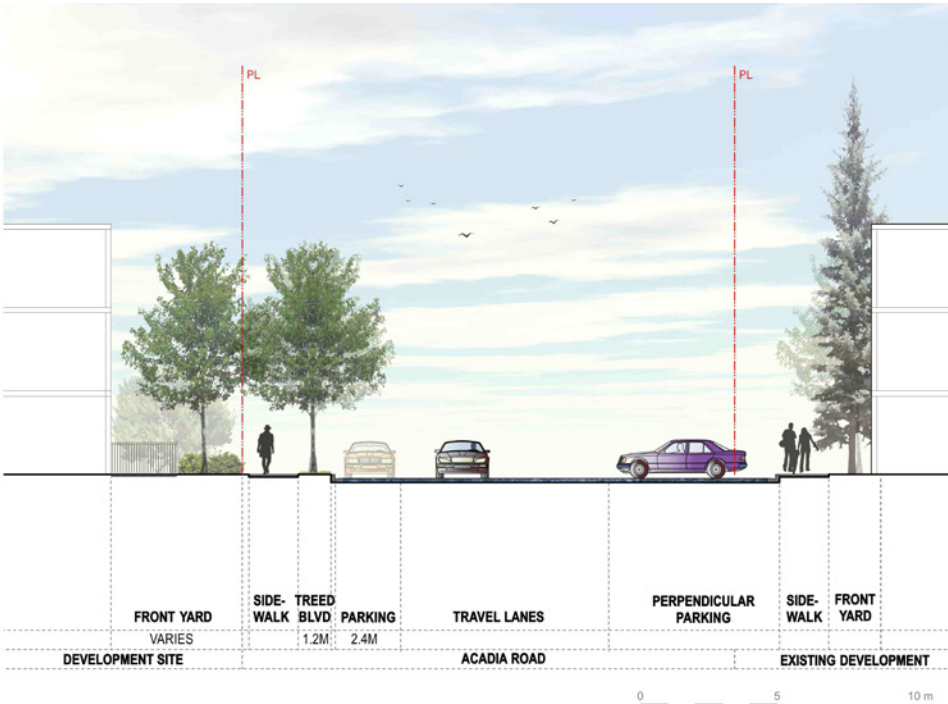 PL
PL
SIDE-
WALK
TREED
BLVD
FRONT YARD
PARKING
TRAVEL LANES
PERPENDICULAR
PARKING
SIDE-
WALK
FRONT
YARD
VARIES
1.2M
2.4M
DEVELOPMENT SITE
ACADIA ROAD
EXISTING DEVELOPMENT
0
5
10 m